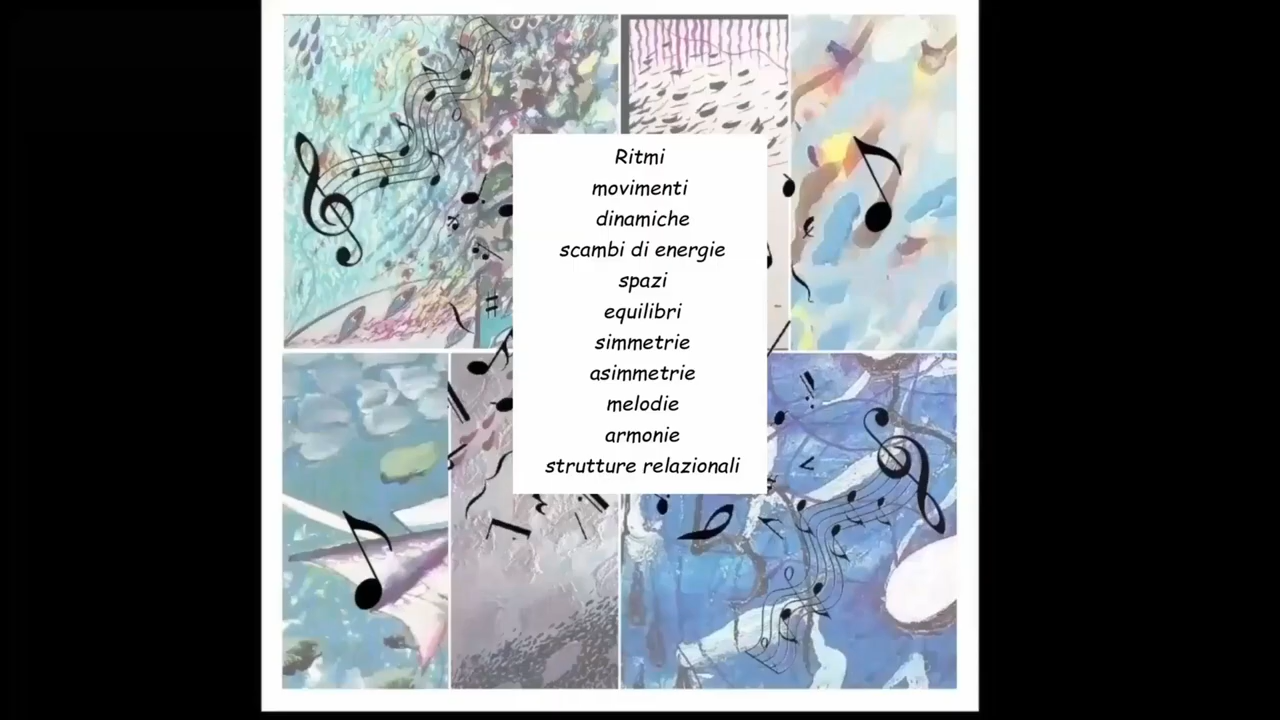 Ritmi
movimenti
dinamiche
scambi di energie
spazi
equilibri
simmetrie
asimmetrie
melodie
armonie
strutture relazionali